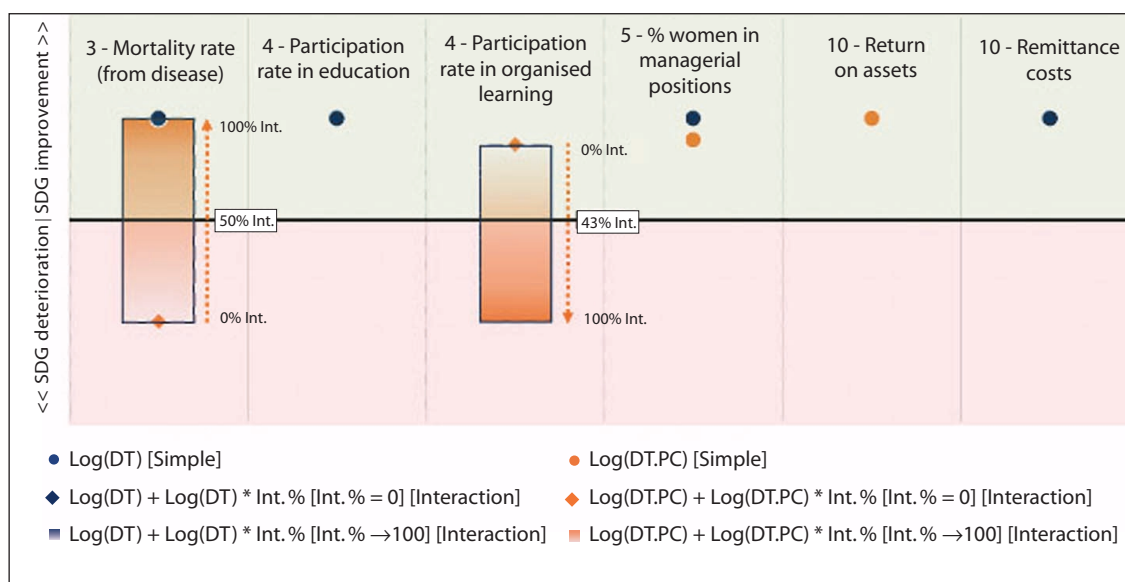 << SDG deterioration | SDG improvement >>
3 - Mortality rate
(from disease)
4 - Participation
rate in education
4 - Participation
rate in organised
learning
5 - % women in
managerial
positions
10 - Return
on assets
10 - Remittance
costs
100% Int.
50% Int.
0% Int.
0% Int.
43% Int.
100% Int.
Log(DT) [Simple]
Log(DT.PC) [Simple]
Log(DT) + Log(DT) * Int. % [Int. % = 0] [Interaction]
Log(DT.PC) + Log(DT.PC) * Int. % [Int. % = 0] [Interaction]
Log(DT) + Log(DT) * Int. % [Int. % →100] [Interaction]
Log(DT.PC) + Log(DT.PC) * Int. % [Int. % →100] [Interaction]